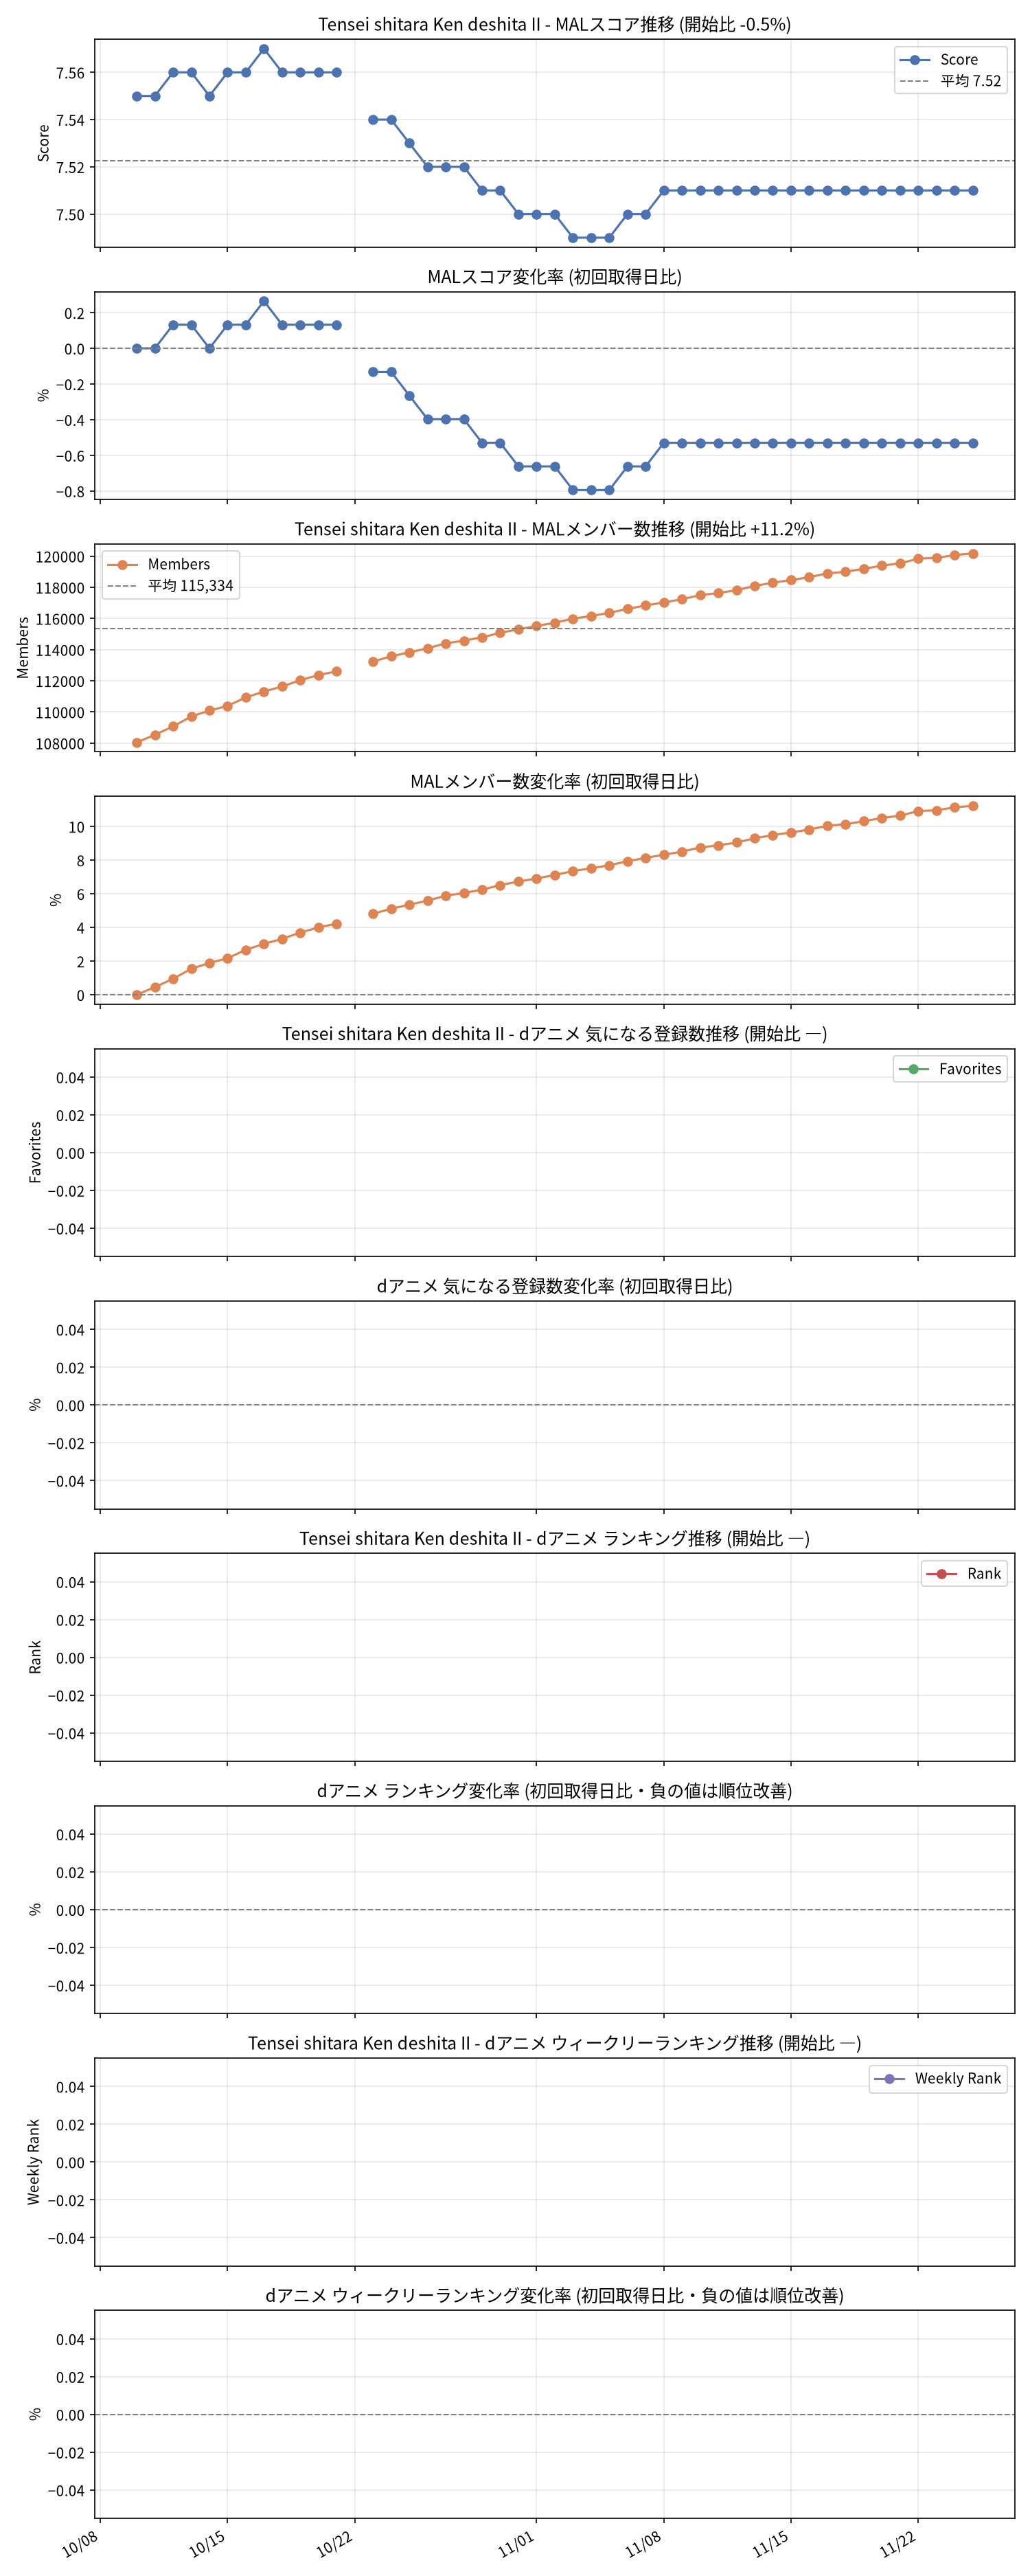 Tensei shitara Ken deshita II - MALスコア推移 (開始比 -0.5%)
Score
平均 7.52
Score
7.56
7.54
7.52
7.50
MALスコア変化率 (初回取得日比)
%
0.2
0.0
−0.2
−0.4
−0.6
−0.8
Tensei shitara Ken deshita II - MALメンバー数推移 (開始比 +11.2%)
Members
平均 115,334
Members
120000
118000
116000
114000
112000
110000
108000
MALメンバー数変化率 (初回取得日比)
%
10
8
6
4
2
0
Tensei shitara Ken deshita II - dアニメ 気になる登録数推移 (開始比 —)
Favorites
Favorites
0.04
0.02
0.00
−0.02
−0.04
dアニメ 気になる登録数変化率 (初回取得日比)
%
0.04
0.02
0.00
−0.02
−0.04
Tensei shitara Ken deshita II - dアニメ ランキング推移 (開始比 —)
Rank
Rank
0.04
0.02
0.00
−0.02
−0.04
dアニメ ランキング変化率 (初回取得日比・負の値は順位改善)
%
0.04
0.02
0.00
−0.02
−0.04
Tensei shitara Ken deshita II - dアニメ ウィークリーランキング推移 (開始比 —)
Weekly Rank
Weekly Rank
0.04
0.02
0.00
−0.02
−0.04
dアニメ ウィークリーランキング変化率 (初回取得日比・負の値は順位改善)
%
0.04
0.02
0.00
−0.02
−0.04
10/08
10/15
10/22
11/01
11/08
11/15
11/22